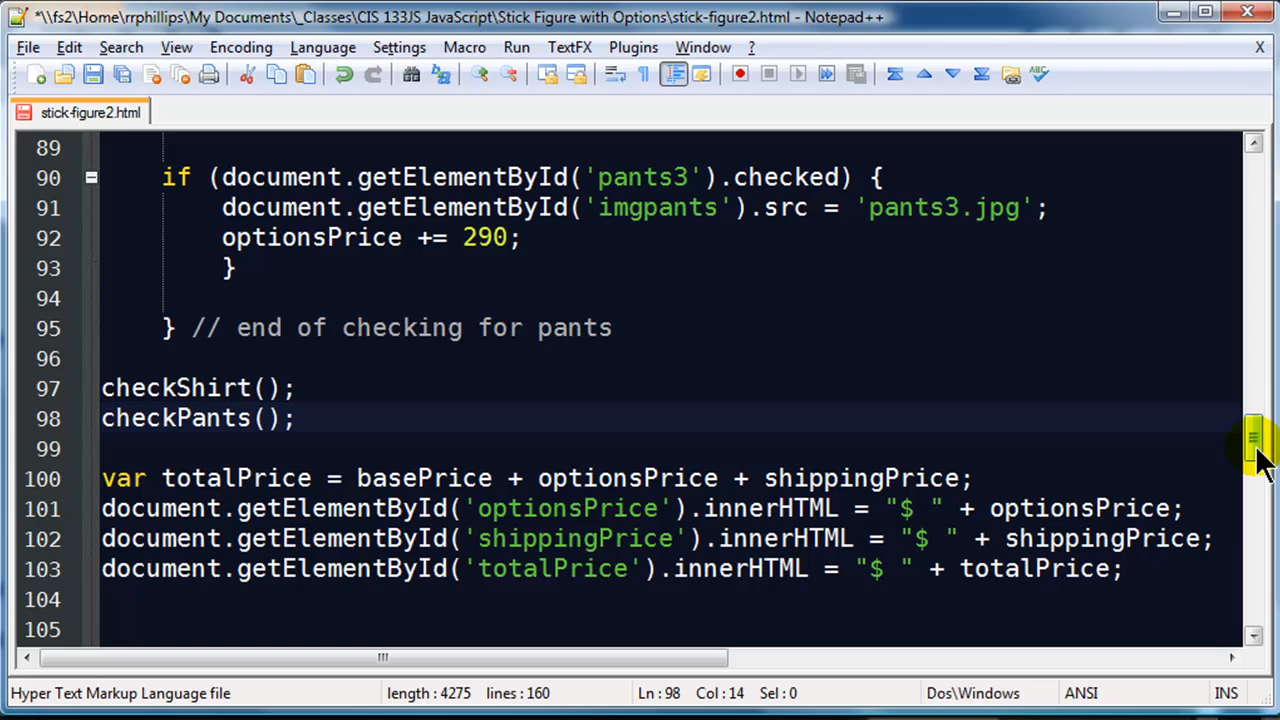 *\\fs2\Home\rrphillips\My Documents\_Classes\CIS 133JS JavaScript\Stick Figure with Options\stick-figure2.html - Notepad++
File Edit Search View Encoding Language Settings Macro Run TextFX Plugins Window ? X
stick-figure2.html
89
90 if (document.getElementById('pants3').checked) {
91 document.getElementById('imgpants').src = 'pants3.jpg';
92 optionsPrice += 290;
93 }
94
95 } // end of checking for pants
96
97 checkShirt();
98 checkPants();
99
100 var totalPrice = basePrice + optionsPrice + shippingPrice;
101 document.getElementById('optionsPrice').innerHTML = "$ " + optionsPrice;
102 document.getElementById('shippingPrice').innerHTML = "$ " + shippingPrice;
103 document.getElementById('totalPrice').innerHTML = "$ " + totalPrice;
104
105
Hyper Text Markup Language file length : 4275 lines : 160 Ln : 98 Col : 14 Sel : 0 Dos\Windows ANSI INS